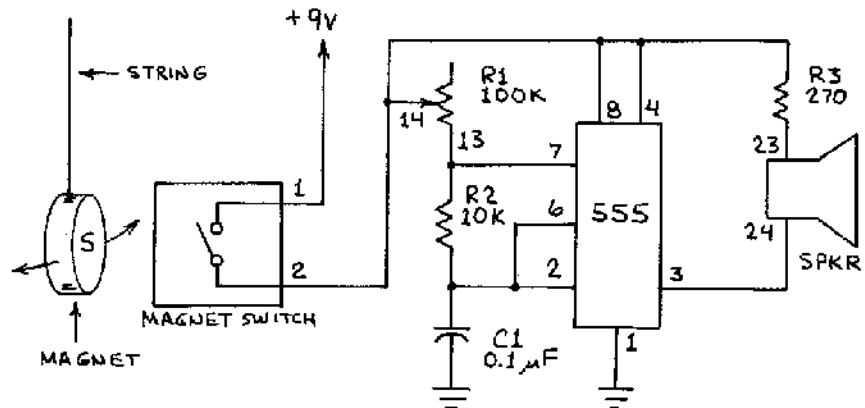 +9V
STRING
R1
100K
14
13
8
4
R3
270
7
23
1
R2
10K
6
555
S
24
2
2
3
SPKR
MAGNET SWITCH
MAGNET
C1
0.1µF
1